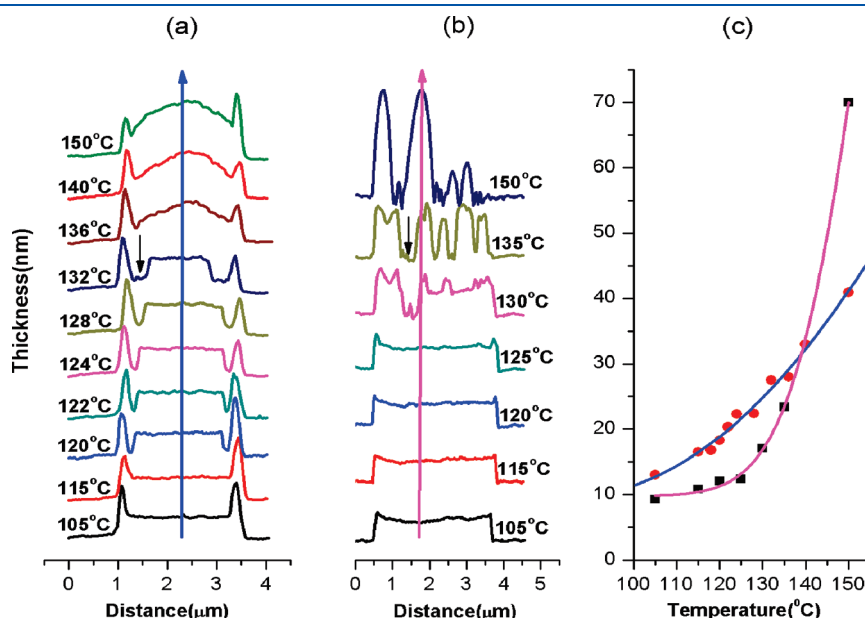 (a)
(b)
(c)
Thickness(nm)
150°C
140°C
136°C
132°C
128°C
124°C
122°C
120°C
115°C
105°C
0 1 2 3 4
Distance(μm)
150°C
135°C
130°C
125°C
120°C
115°C
105°C
0 1 2 3 4 5
Distance(μm)
70
60
50
40
30
20
10
0
100 110 120 130 140 150
Temperature(°C)